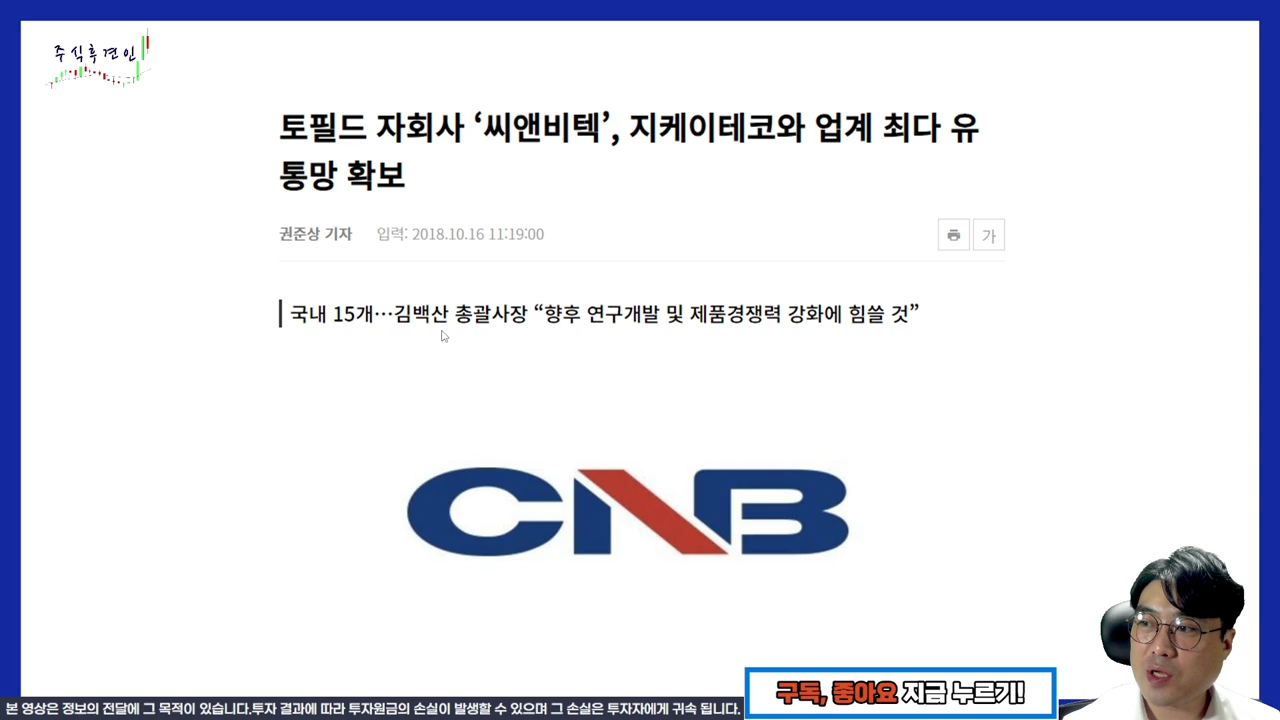 주식후견인
토필드 자회사 ‘씨앤비텍’, 지케이테코와 업계 최다 유
통망 확보
권준상 기자 입력: 2018.10.16 11:19:00
가
국내 15개…김백산 총괄사장 “향후 연구개발 및 제품경쟁력 강화에 힘쓸 것”
CNB
구독, 좋아요 지금 누르기!
본 영상은 정보의 전달에 그 목적이 있습니다.투자 결과에 따라 투자원금의 손실이 발생할 수 있으며 그 손실은 투자자에게 귀속 됩니다.